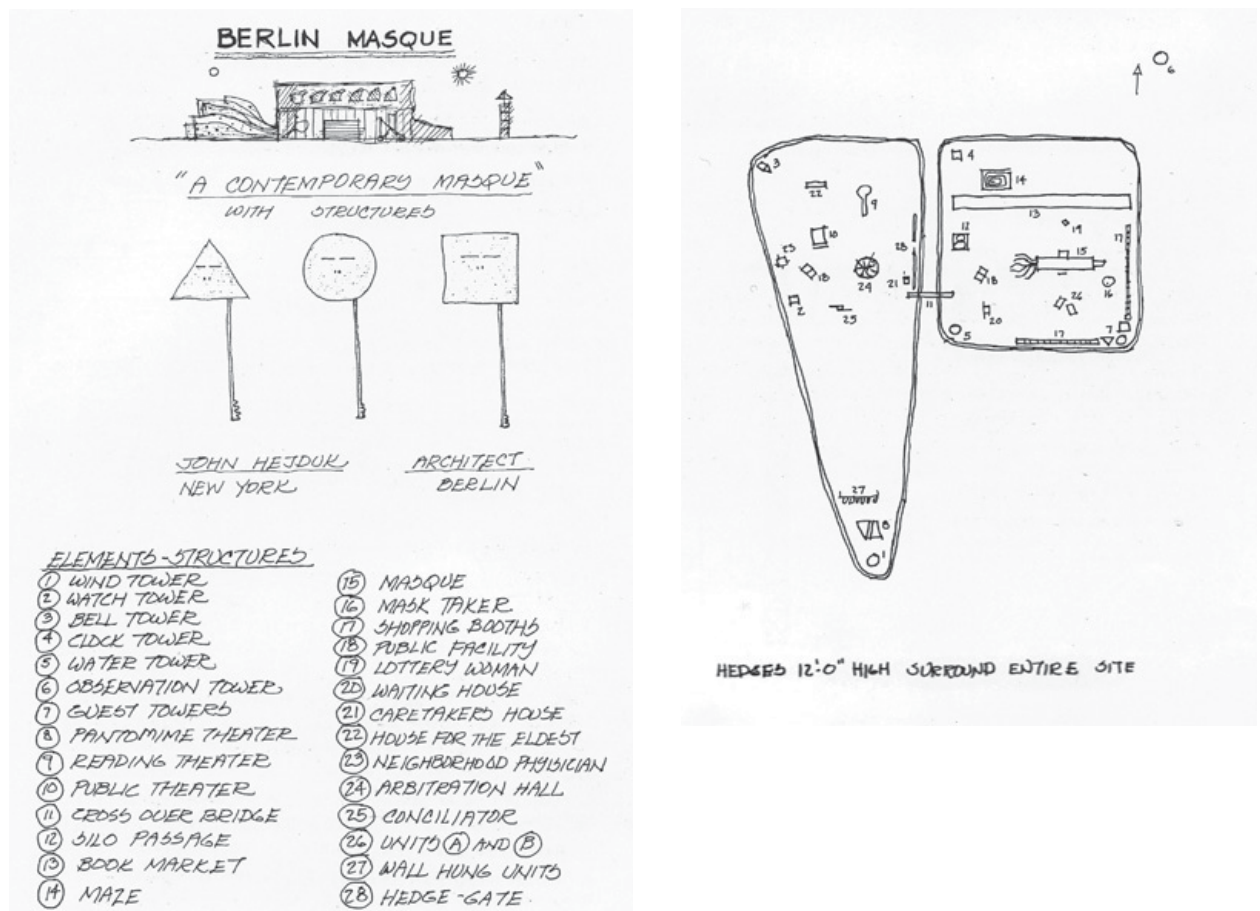 BERLIN MASQUE
"A CONTEMPORARY MASQUE"
WITH STRUCTURES
JOHN HEJDUK
NEW YORK
ARCHITECT
BERLIN
ELEMENTS-STRUCTURES
1 WIND TOWER
2 WATCH TOWER
3 BELL TOWER
4 CLOCK TOWER
5 WATER TOWER
6 OBSERVATION TOWER
7 GUEST TOWERS
8 PANTOMIME THEATER
9 READING THEATER
10 PUBLIC THEATER
11 CROSS OVER BRIDGE
12 SILO PASSAGE
13 BOOK MARKET
14 MAZE
15 MASQUE
16 MASK TAKER
17 SHOPPING BOOTHS
18 PUBLIC FACILITY
19 LOTTERY WOMAN
20 WAITING HOUSE
21 CARETAKERS HOUSE
22 HOUSE FOR THE ELDEST
23 NEIGHBORHOOD PHYSICIAN
24 ARBITRATION HALL
25 CONCILIATOR
26 UNITS A AND B
27 WALL HUNG UNITS
28 HEDGE-GATE
6
3
22
9
10
23
18
24
28
21
2
25
11
27
8
1
4
14
13
19
12
15
17
18
16
26
20
5
17
7
HEDGES 12'-0" HIGH SURROUND ENTIRE SITE